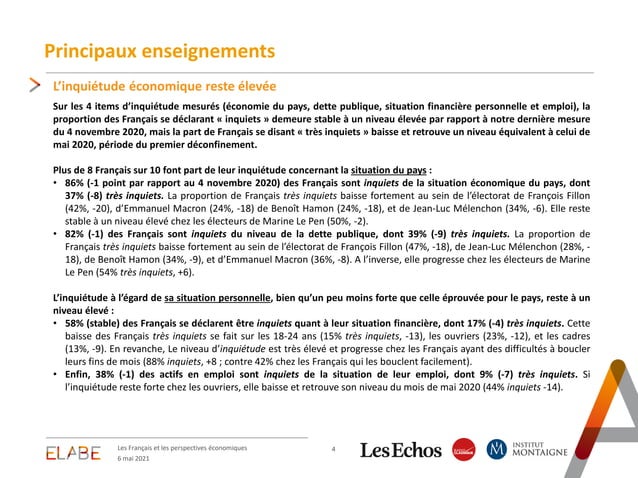 Principaux enseignements
L’inquiétude économique reste élevée
Sur les 4 items d’inquiétude mesurés (économie du pays, dette publique, situation financière personnelle et emploi), la
proportion des Français se déclarant « inquiets » demeure stable à un niveau élevée par rapport à notre dernière mesure
du 4 novembre 2020, mais la part de Français se disant « très inquiets » baisse et retrouve un niveau équivalent à celui de
mai 2020, période du premier déconfinement.
Plus de 8 Français sur 10 font part de leur inquiétude concernant la situation du pays :
• 86% (-1 point par rapport au 4 novembre 2020) des Français sont inquiets de la situation économique du pays, dont
37% (-8) très inquiets. La proportion de Français très inquiets baisse fortement au sein de l’électorat de François Fillon
(42%, -20), d’Emmanuel Macron (24%, -18) de Benoît Hamon (24%, -18), et de Jean-Luc Mélenchon (34%, -6). Elle reste
stable à un niveau élevé chez les électeurs de Marine Le Pen (50%, -2).
• 82% (-1) des Français sont inquiets du niveau de la dette publique, dont 39% (-9) très inquiets. La proportion de
Français très inquiets baisse fortement au sein de l’électorat de François Fillon (47%, -18), de Jean-Luc Mélenchon (28%, -
18), de Benoît Hamon (34%, -9), et d’Emmanuel Macron (36%, -8). A l’inverse, elle progresse chez les électeurs de Marine
Le Pen (54% très inquiets, +6).
L’inquiétude à l’égard de sa situation personnelle, bien qu’un peu moins forte que celle éprouvée pour le pays, reste à un
niveau élevé :
• 58% (stable) des Français se déclarent être inquiets quant à leur situation financière, dont 17% (-4) très inquiets. Cette
baisse des Français très inquiets se fait sur les 18-24 ans (15% très inquiets, -13), les ouvriers (23%, -12), et les cadres
(13%, -9). En revanche, Le niveau d’inquiétude est très élevé et progresse chez les Français ayant des difficultés à boucler
leurs fins de mois (88% inquiets, +8 ; contre 42% chez les Français qui les bouclent facilement).
• Enfin, 38% (-1) des actifs en emploi sont inquiets de la situation de leur emploi, dont 9% (-7) très inquiets. Si
l’inquiétude reste forte chez les ouvriers, elle baisse et retrouve son niveau du mois de mai 2020 (44% inquiets -14).
ELABE
Les Français et les perspectives économiques
6 mai 2021
4
LesEchos
RADIO CLASSIQUE
INSTITUT
MONTAIGNE